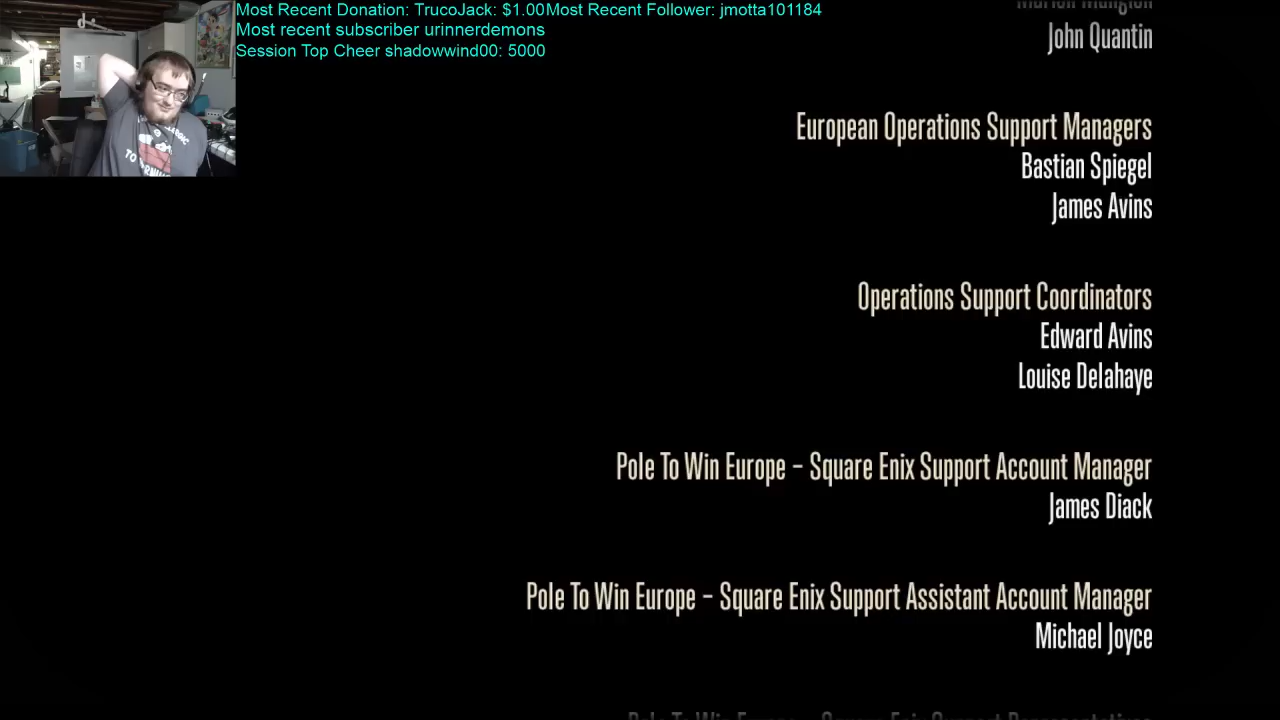 Most Recent Donation: TrucoJack: $1.00Most Recent Follower: jmotta101184
Most recent subscriber urinnerdemons
Session Top Cheer shadowwind00: 5000
John Quantin
European Operations Support Managers
Bastian Spiegel
James Avins
Operations Support Coordinators
Edward Avins
Louise Delahaye
Pole To Win Europe – Square Enix Support Account Manager
James Diack
Pole To Win Europe – Square Enix Support Assistant Account Manager
Michael Joyce